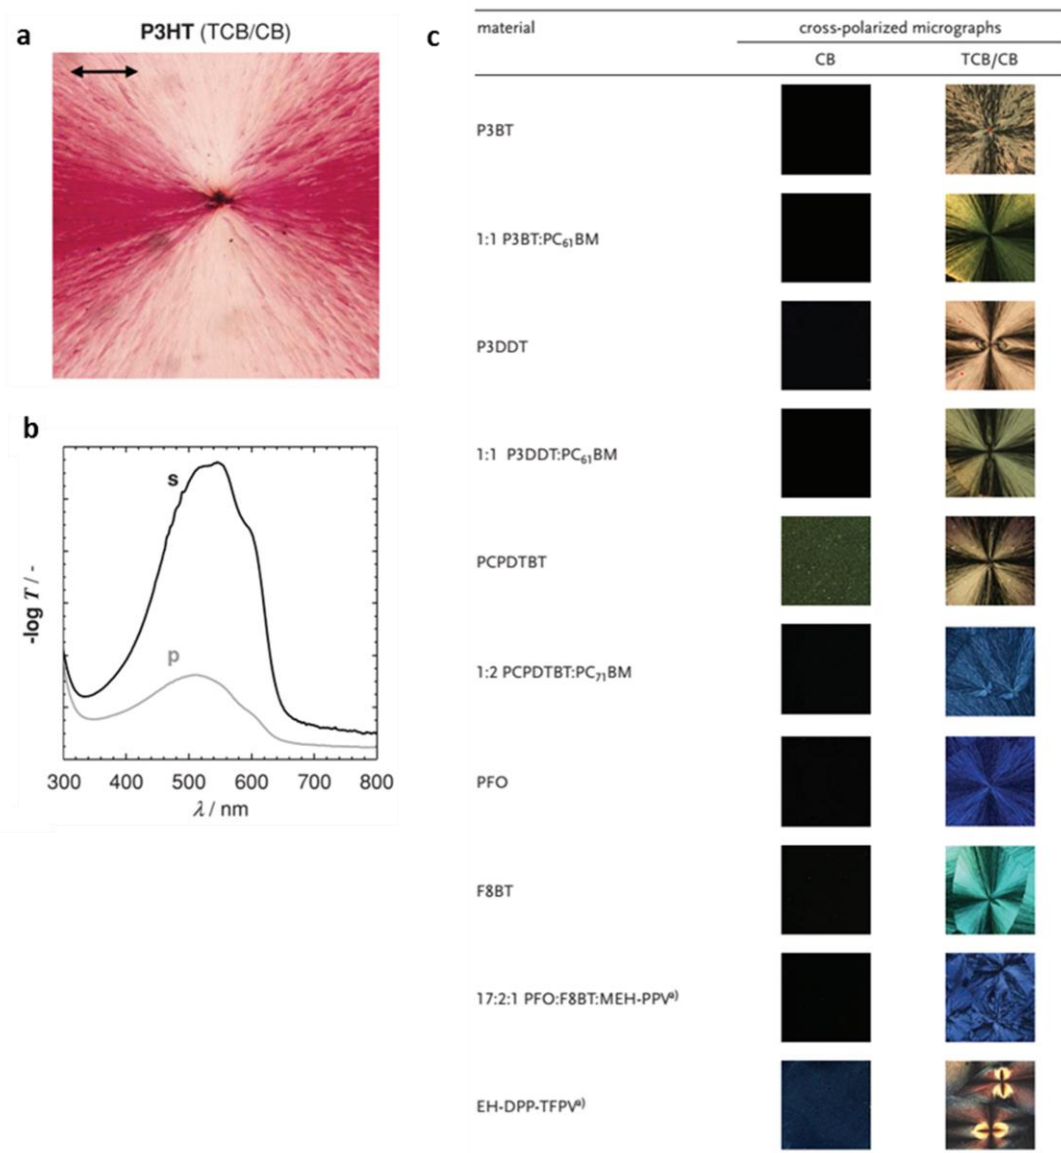 a
P3HT (TCB/CB)
b
s
p
-log T / -
300 400 500 600 700 800
λ / nm
c
material cross-polarized micrographs
CB TCB/CB
P3BT
1:1 P3BT:PC₆₁BM
P3DDT
1:1 P3DDT:PC₆₁BM
PCPDTBT
1:2 PCPDTBT:PC₇₁BM
PFO
F8BT
17:2:1 PFO:F8BT:MEH-PPVᵃ⁾
EH-DPP-TFPVᵃ⁾